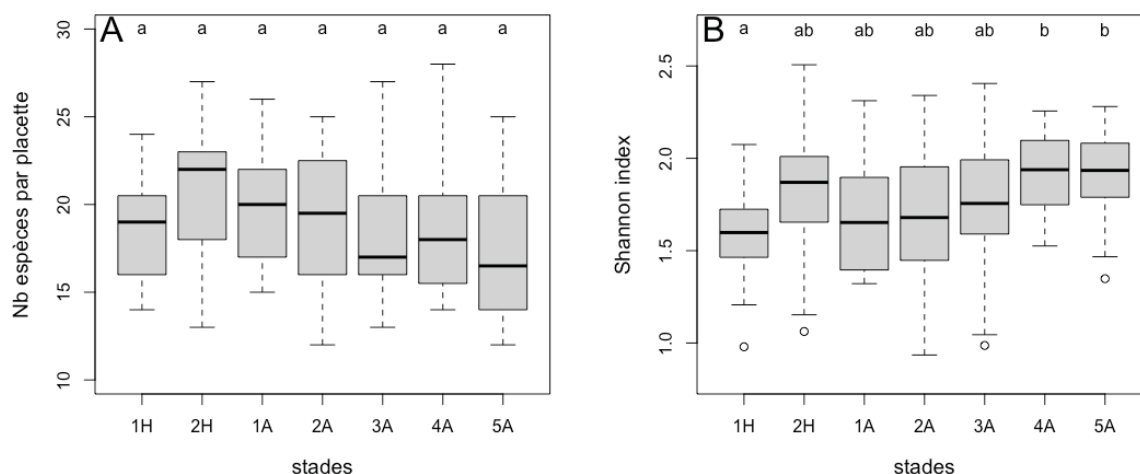 A
a a a a a a a
30
25
20
15
10
Nb espèces par placette
1H 2H 1A 2A 3A 4A 5A
stades
B
a ab ab ab ab b b
2.5
2.0
1.5
1.0
Shannon index
1H 2H 1A 2A 3A 4A 5A
stades